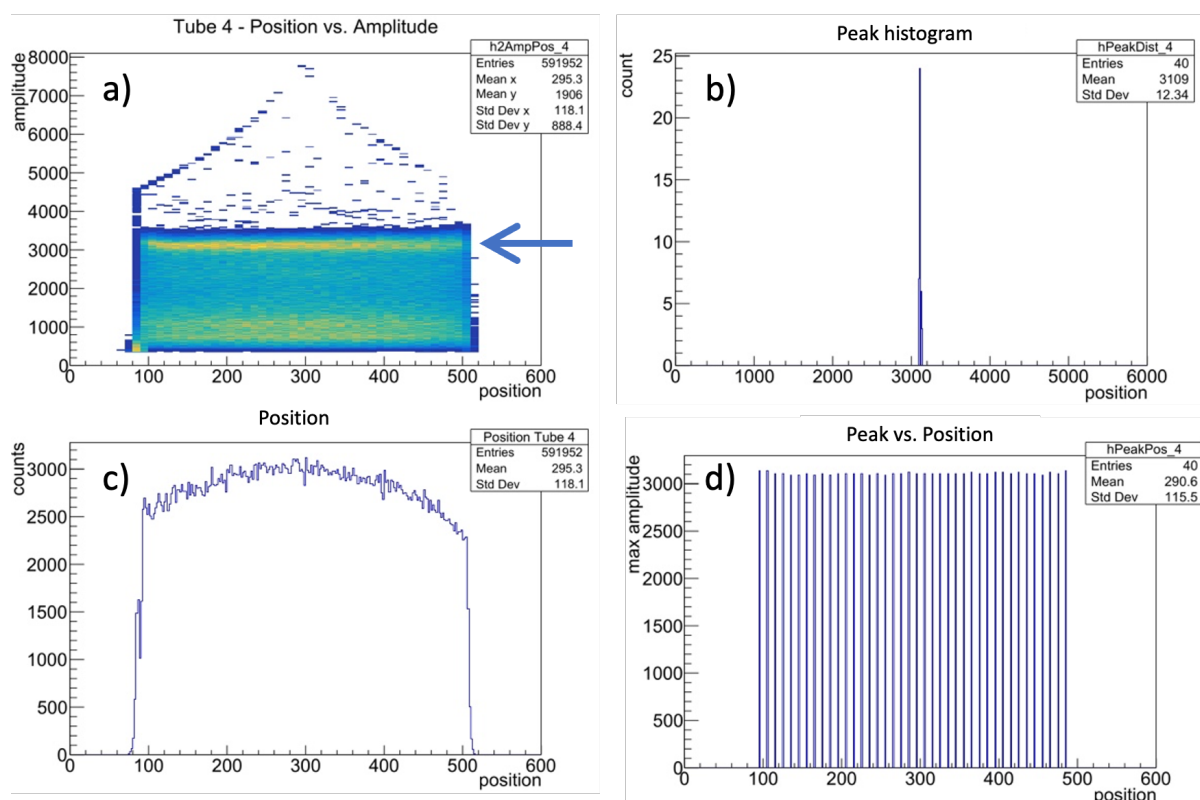 Tube 4 - Position vs. Amplitude
a)
h2AmpPos_4
Entries 591952
Mean x 295.3
Mean y 1906
Std Dev x 118.1
Std Dev y 888.4
amplitude
8000
7000
6000
5000
4000
3000
2000
1000
0
0 100 200 300 400 500 600
position
Peak histogram
b)
hPeakDist_4
Entries 40
Mean 3109
Std Dev 12.34
count
25
20
15
10
5
0
0 1000 2000 3000 4000 5000 6000
position
Position
c)
Position Tube 4
Entries 591952
Mean 295.3
Std Dev 118.1
counts
3000
2500
2000
1500
1000
500
0
0 100 200 300 400 500 600
position
Peak vs. Position
d)
hPeakPos_4
Entries 40
Mean 290.6
Std Dev 115.5
max amplitude
3000
2500
2000
1500
1000
500
0
0 100 200 300 400 500 600
position